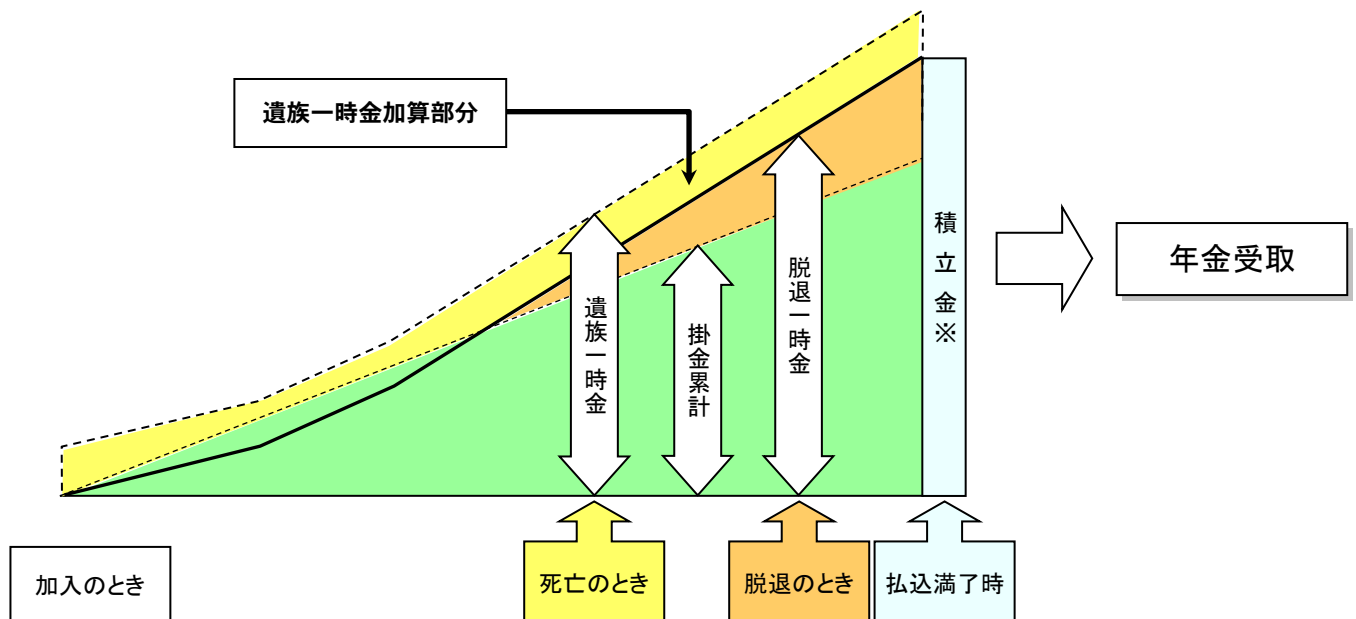 遺族一時金加算部分
遺族一時金
掛金累計
脱退一時金
積立金※
年金受取
加入のとき
死亡のとき
脱退のとき
払込満了時